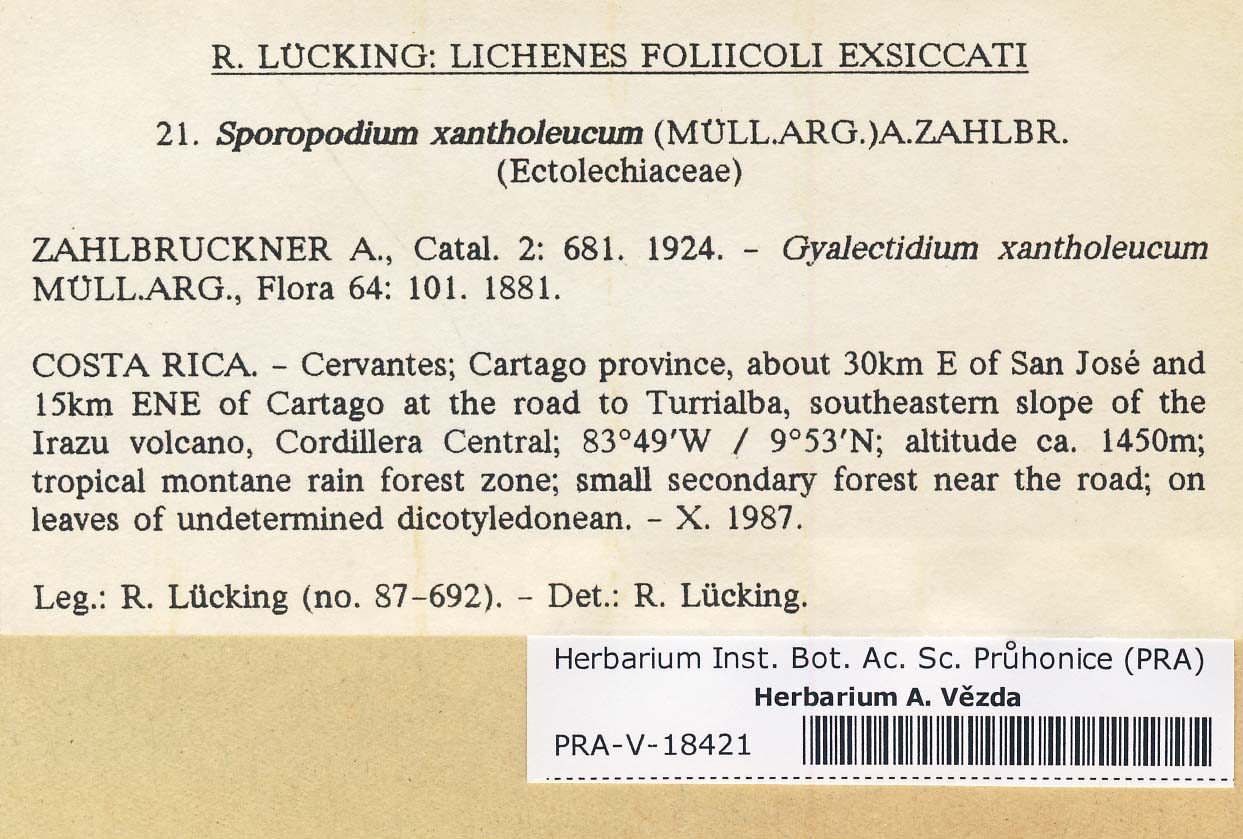 R. LÜCKING: LICHENES FOLIICOLI EXSICCATI
21. Sporopodium xantholeucum (MÜLL.ARG.)A.ZAHLBR.
(Ectolechiaceae)
ZAHLBRUCKNER A., Catal. 2: 681. 1924. - Gyalectidium xantholeucum
MÜLL.ARG., Flora 64: 101. 1881.
COSTA RICA. - Cervantes; Cartago province, about 30km E of San José and
15km ENE of Cartago at the road to Turrialba, southeastern slope of the
Irazu volcano, Cordillera Central; 83°49'W / 9°53'N; altitude ca. 1450m;
tropical montane rain forest zone; small secondary forest near the road; on
leaves of undetermined dicotyledonean. - X. 1987.
Leg.: R. Lücking (no. 87-692). - Det.: R. Lücking.
Herbarium Inst. Bot. Ac. Sc. Průhonice (PRA)
Herbarium A. Vězda
PRA-V-18421